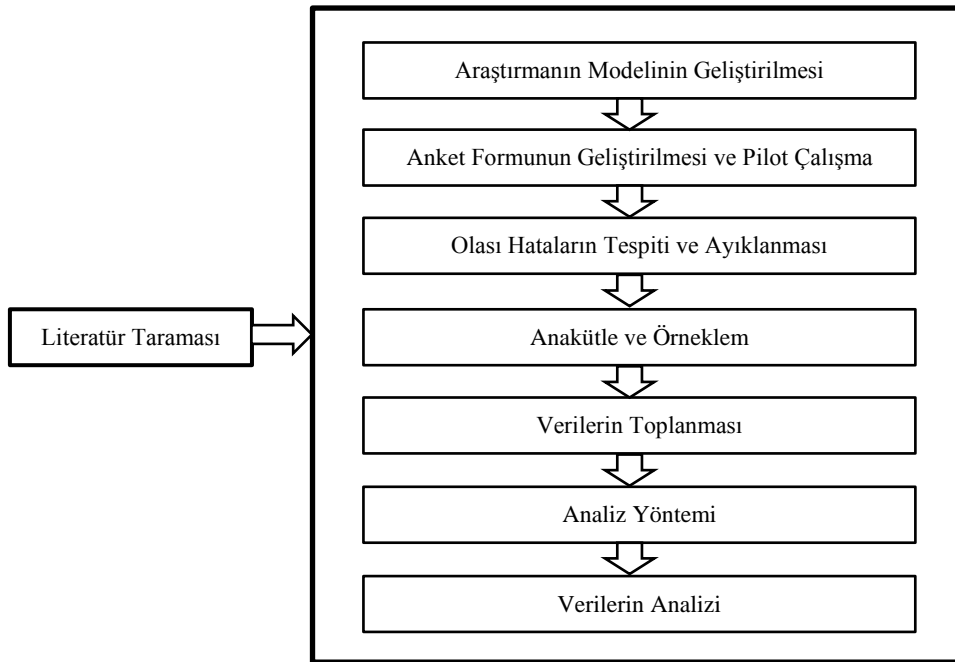 Araştırmanın Modelinin Geliştirilmesi
Anket Formunun Geliştirilmesi ve Pilot Çalışma
Olası Hataların Tespiti ve Ayıklanması
Literatür Taraması
Anakütle ve Örneklem
Verilerin Toplanması
Analiz Yöntemi
Verilerin Analizi